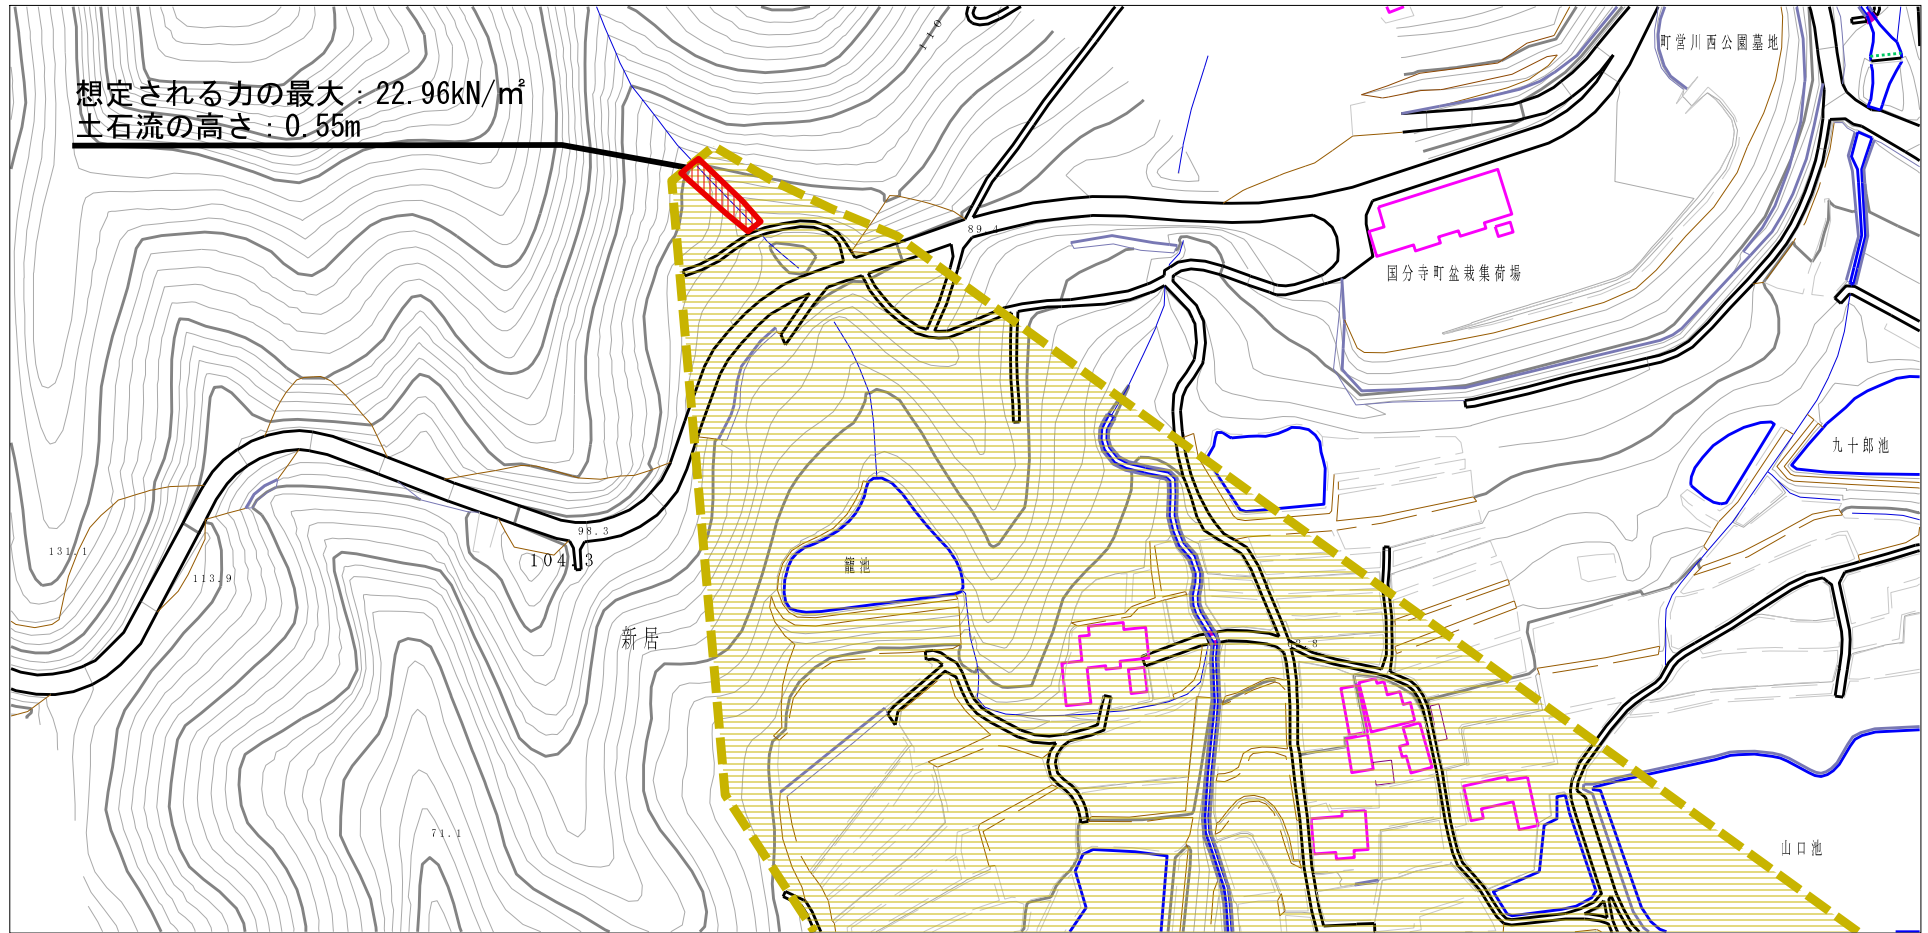 町営川西公園墓地
110
想定される力の最大：22.96kN/㎡
土石流の高さ：0.55m
89.4
国分寺町盆栽集荷場
九十郎池
98.3
104.3
131.1
113.9
籠池
新居
71.1
山口池